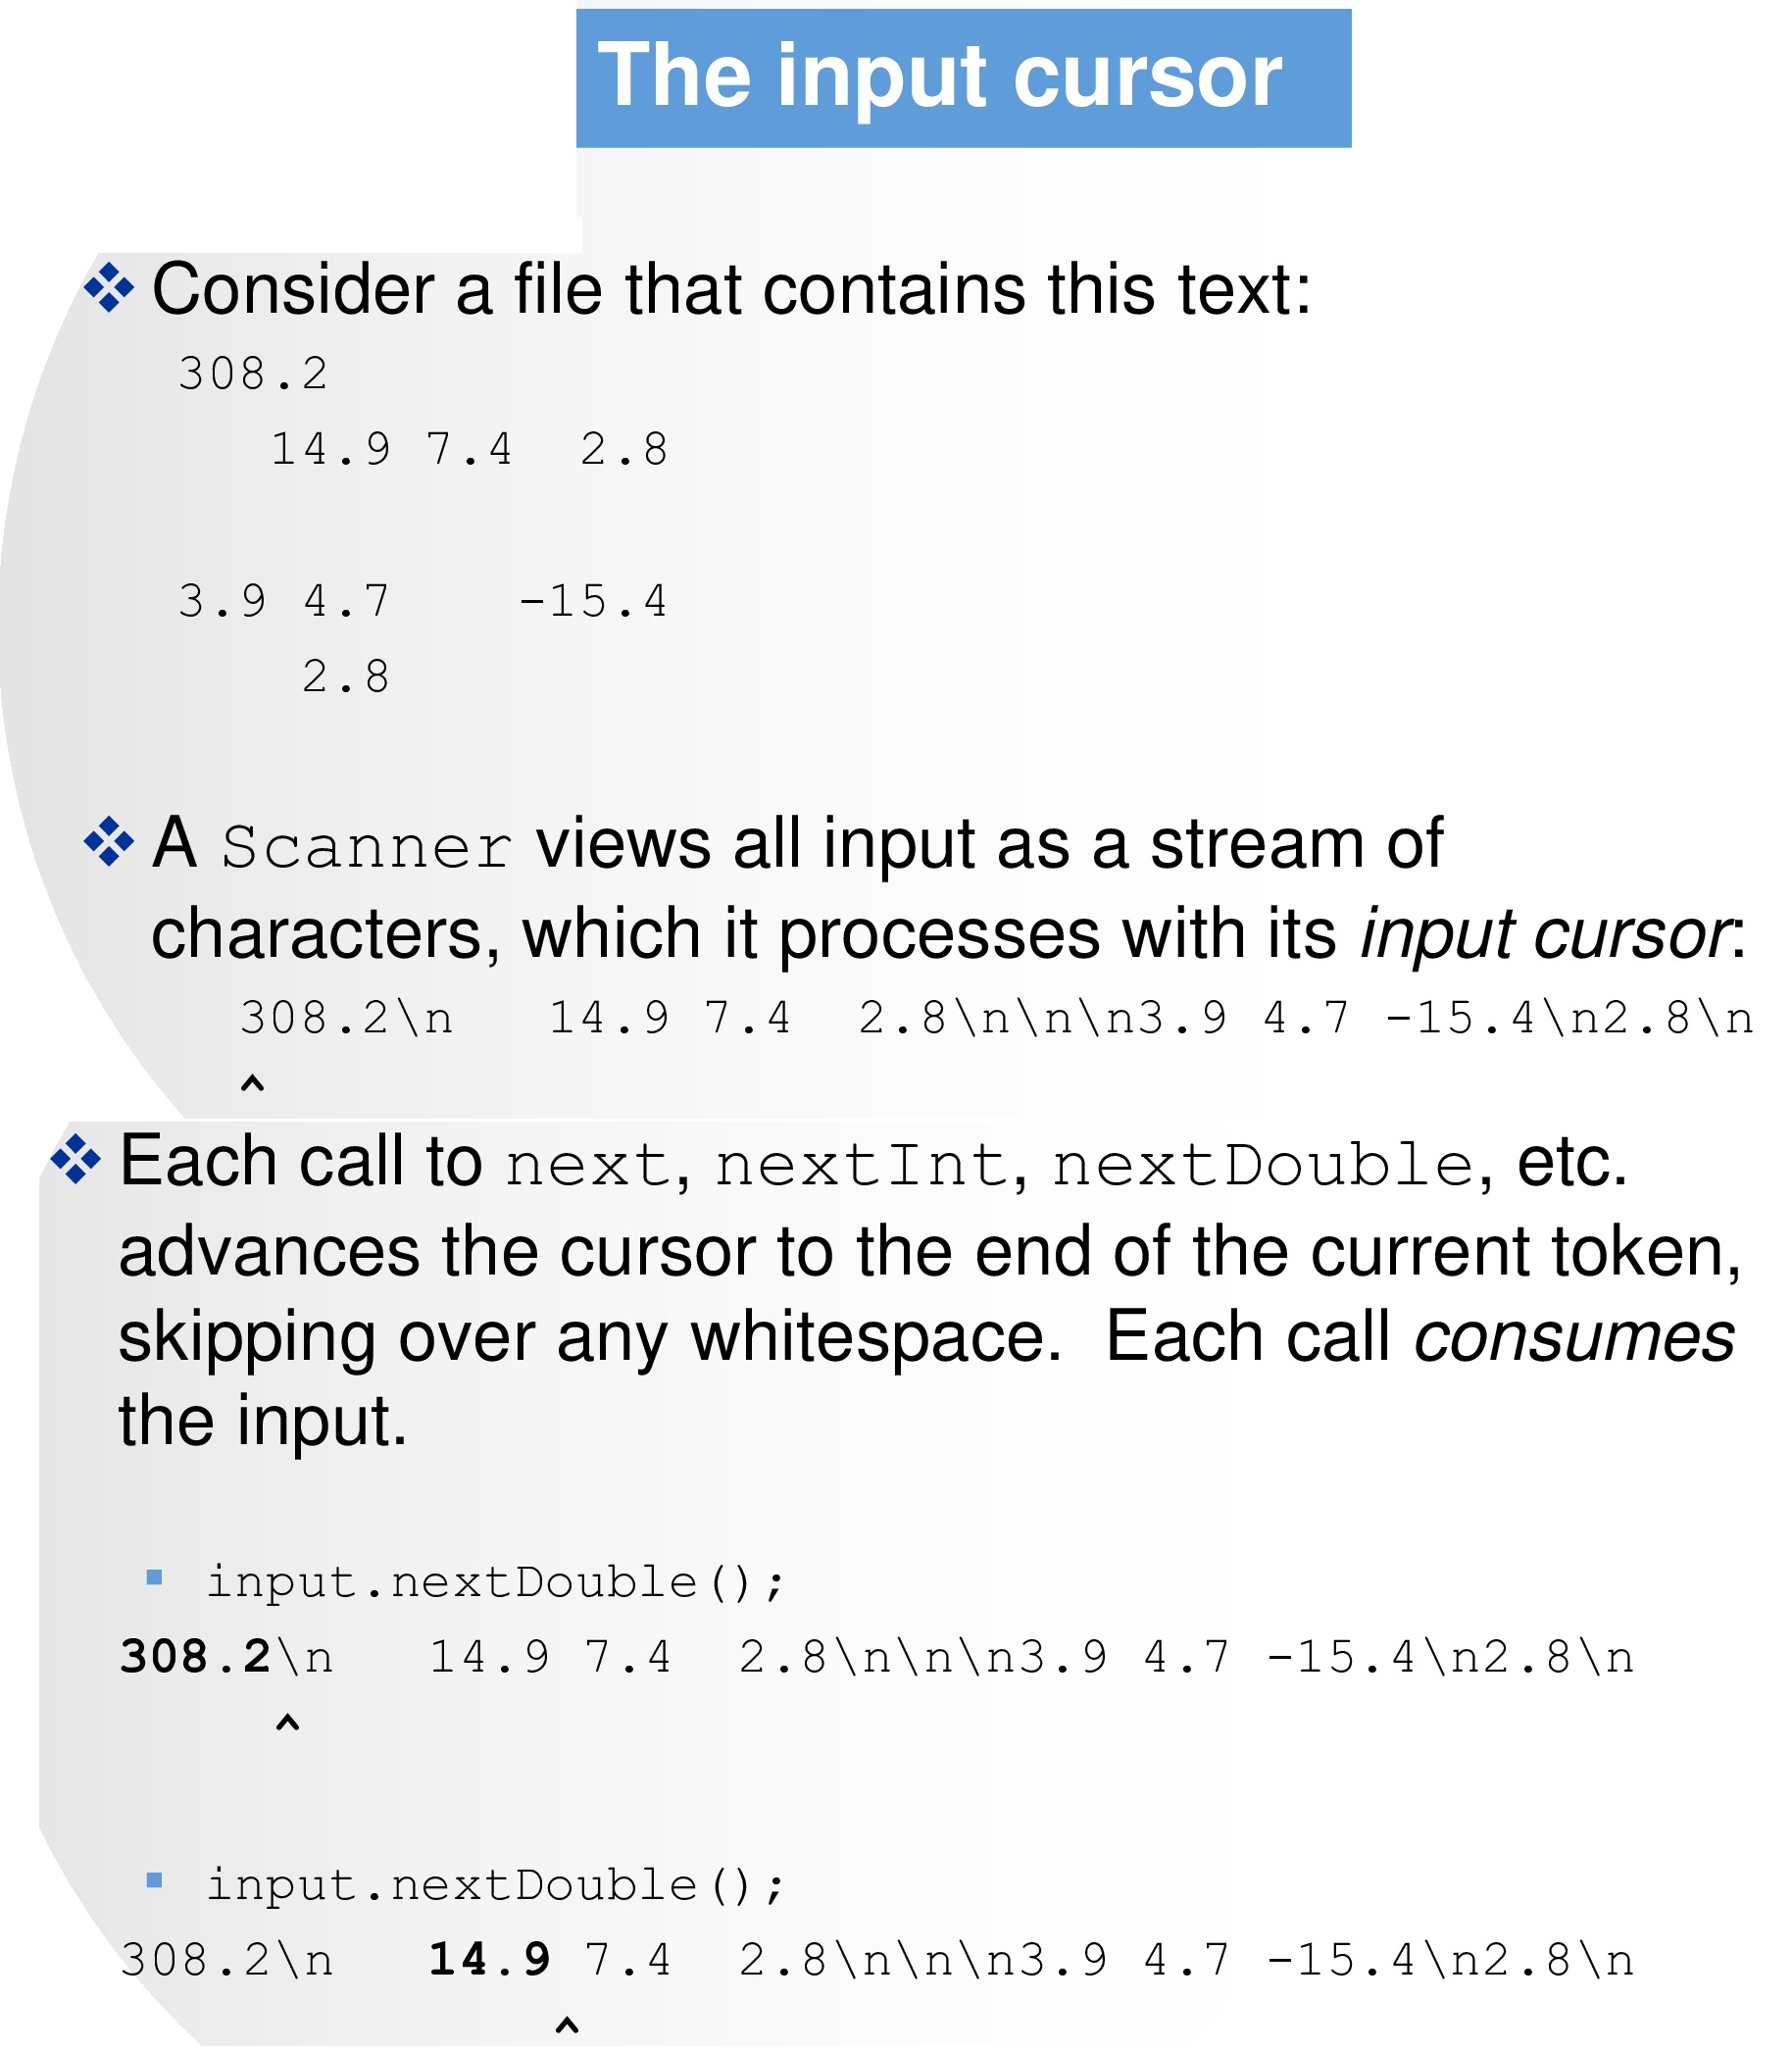 The input cursor
Consider a file that contains this text:
308.2
14.9 7.4  2.8
3.9 4.7    -15.4
2.8
A Scanner views all input as a stream of
characters, which it processes with its input cursor:
308.2\n   14.9 7.4  2.8\n\n\n3.9 4.7 -15.4\n2.8\n
^
Each call to next, nextInt, nextDouble, etc.
advances the cursor to the end of the current token,
skipping over any whitespace.  Each call consumes
the input.
input.nextDouble();
308.2\n   14.9 7.4  2.8\n\n\n3.9 4.7 -15.4\n2.8\n
^
input.nextDouble();
308.2\n   14.9 7.4  2.8\n\n\n3.9 4.7 -15.4\n2.8\n
^